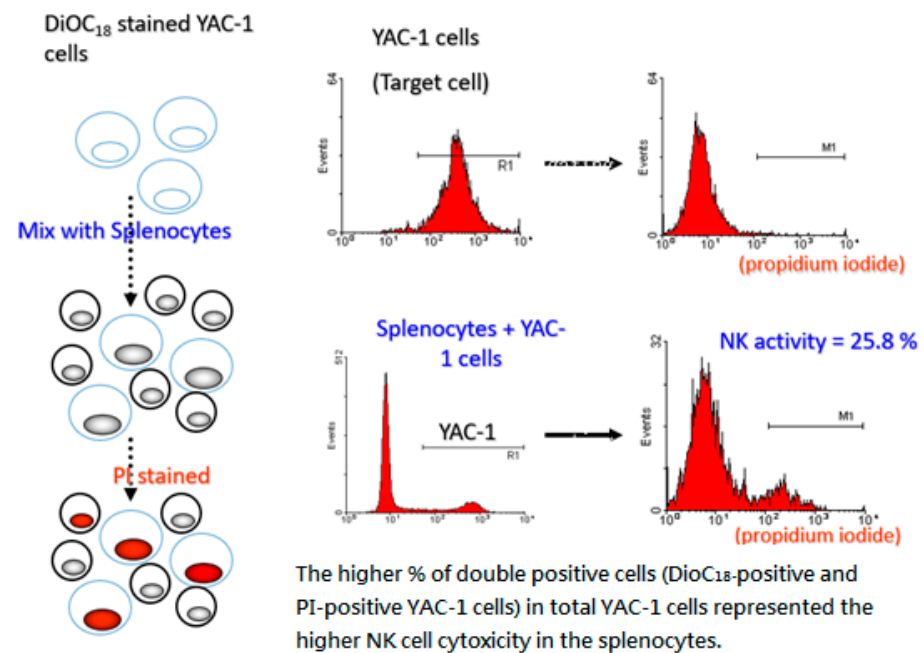 DiOC₁₈ stained YAC-1
cells
Mix with Splenocytes
PI stained
YAC-1 cells
(Target cell)
64
Events
0
R1
10⁰ 10¹ 10² 10³ 10⁴
64
Events
0
M1
10⁰ 10¹ 10² 10³ 10⁴
(propidium iodide)
Splenocytes + YAC-
1 cells
512
Events
0
YAC-1
R1
10⁰ 10¹ 10² 10³ 10⁴
NK activity = 25.8 %
32
Events
0
M1
10⁰ 10¹ 10² 10³ 10⁴
(propidium iodide)
The higher % of double positive cells (DioC₁₈-positive and
PI-positive YAC-1 cells) in total YAC-1 cells represented the
higher NK cell cytoxicity in the splenocytes.